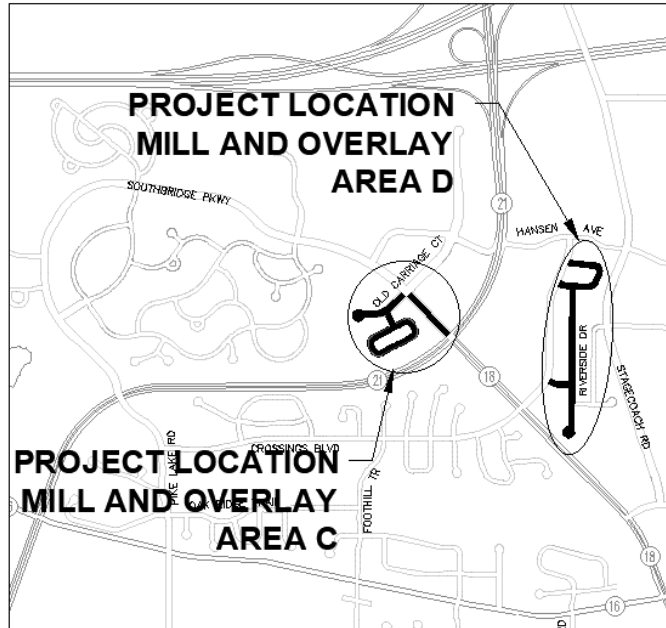 PROJECT LOCATION
MILL AND OVERLAY
AREA D
SOUTHBRIDGE PKWY
21
HANSEN AVE
OLD CARRIAGE CT
RIVERSIDE DR
STAGECOACH RD
21
18
CROSSINGS BLVD
PIKE LAKE RD
PROJECT LOCATION
MILL AND OVERLAY
AREA C
FOOTHILL TR
18
16